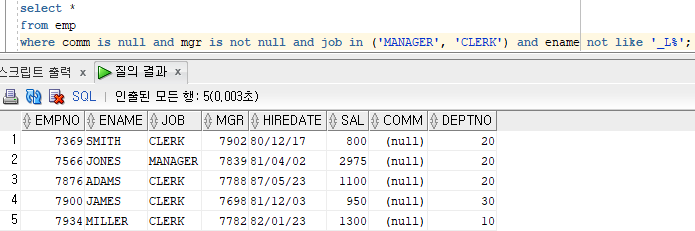 select *
from emp
where comm is null and mgr is not null and job in ('MANAGER', 'CLERK') and ename not like '_L%';
스크립트 출력 x 질의 결과 x
SQL | 인출된 모든 행: 5(0,003초)
EMPNO ENAME JOB MGR HIREDATE SAL COMM DEPTNO
1 7369 SMITH CLERK 7902 80/12/17 800 (null) 20
2 7566 JONES MANAGER 7839 81/04/02 2975 (null) 20
3 7876 ADAMS CLERK 7788 87/05/23 1100 (null) 20
4 7900 JAMES CLERK 7698 81/12/03 950 (null) 30
5 7934 MILLER CLERK 7782 82/01/23 1300 (null) 10